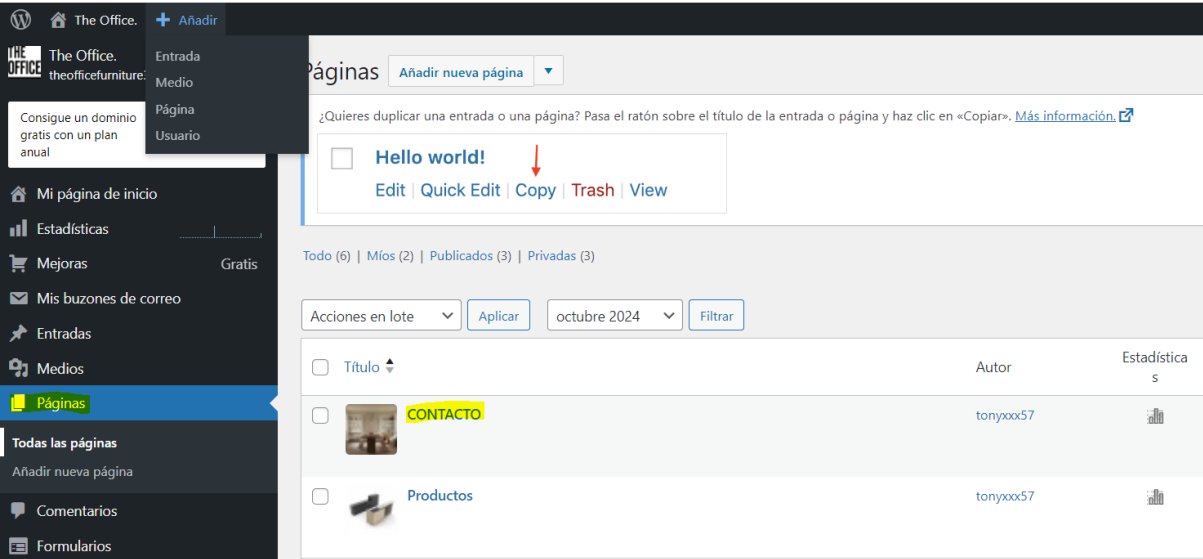 The Office.
Añadir
THE
OFFICE
The Office.
theofficefurniture
Entrada
Medio
Página
Usuario
Consigue un dominio
gratis con un plan
anual
Mi página de inicio
Estadísticas
Mejoras Gratis
Mis buzones de correo
Entradas
Medios
Páginas
Todas las páginas
Añadir nueva página
Comentarios
Formularios
Páginas Añadir nueva página
¿Quieres duplicar una entrada o una página? Pasa el ratón sobre el título de la entrada o página y haz clic en «Copiar». Más información.
Hello world!
Edit | Quick Edit | Copy | Trash | View
Todo (6) | Míos (2) | Publicados (3) | Privadas (3)
Acciones en lote Aplicar octubre 2024 Filtrar
Título Autor Estadística
s
CONTACTO tonyxxx57
Productos tonyxxx57